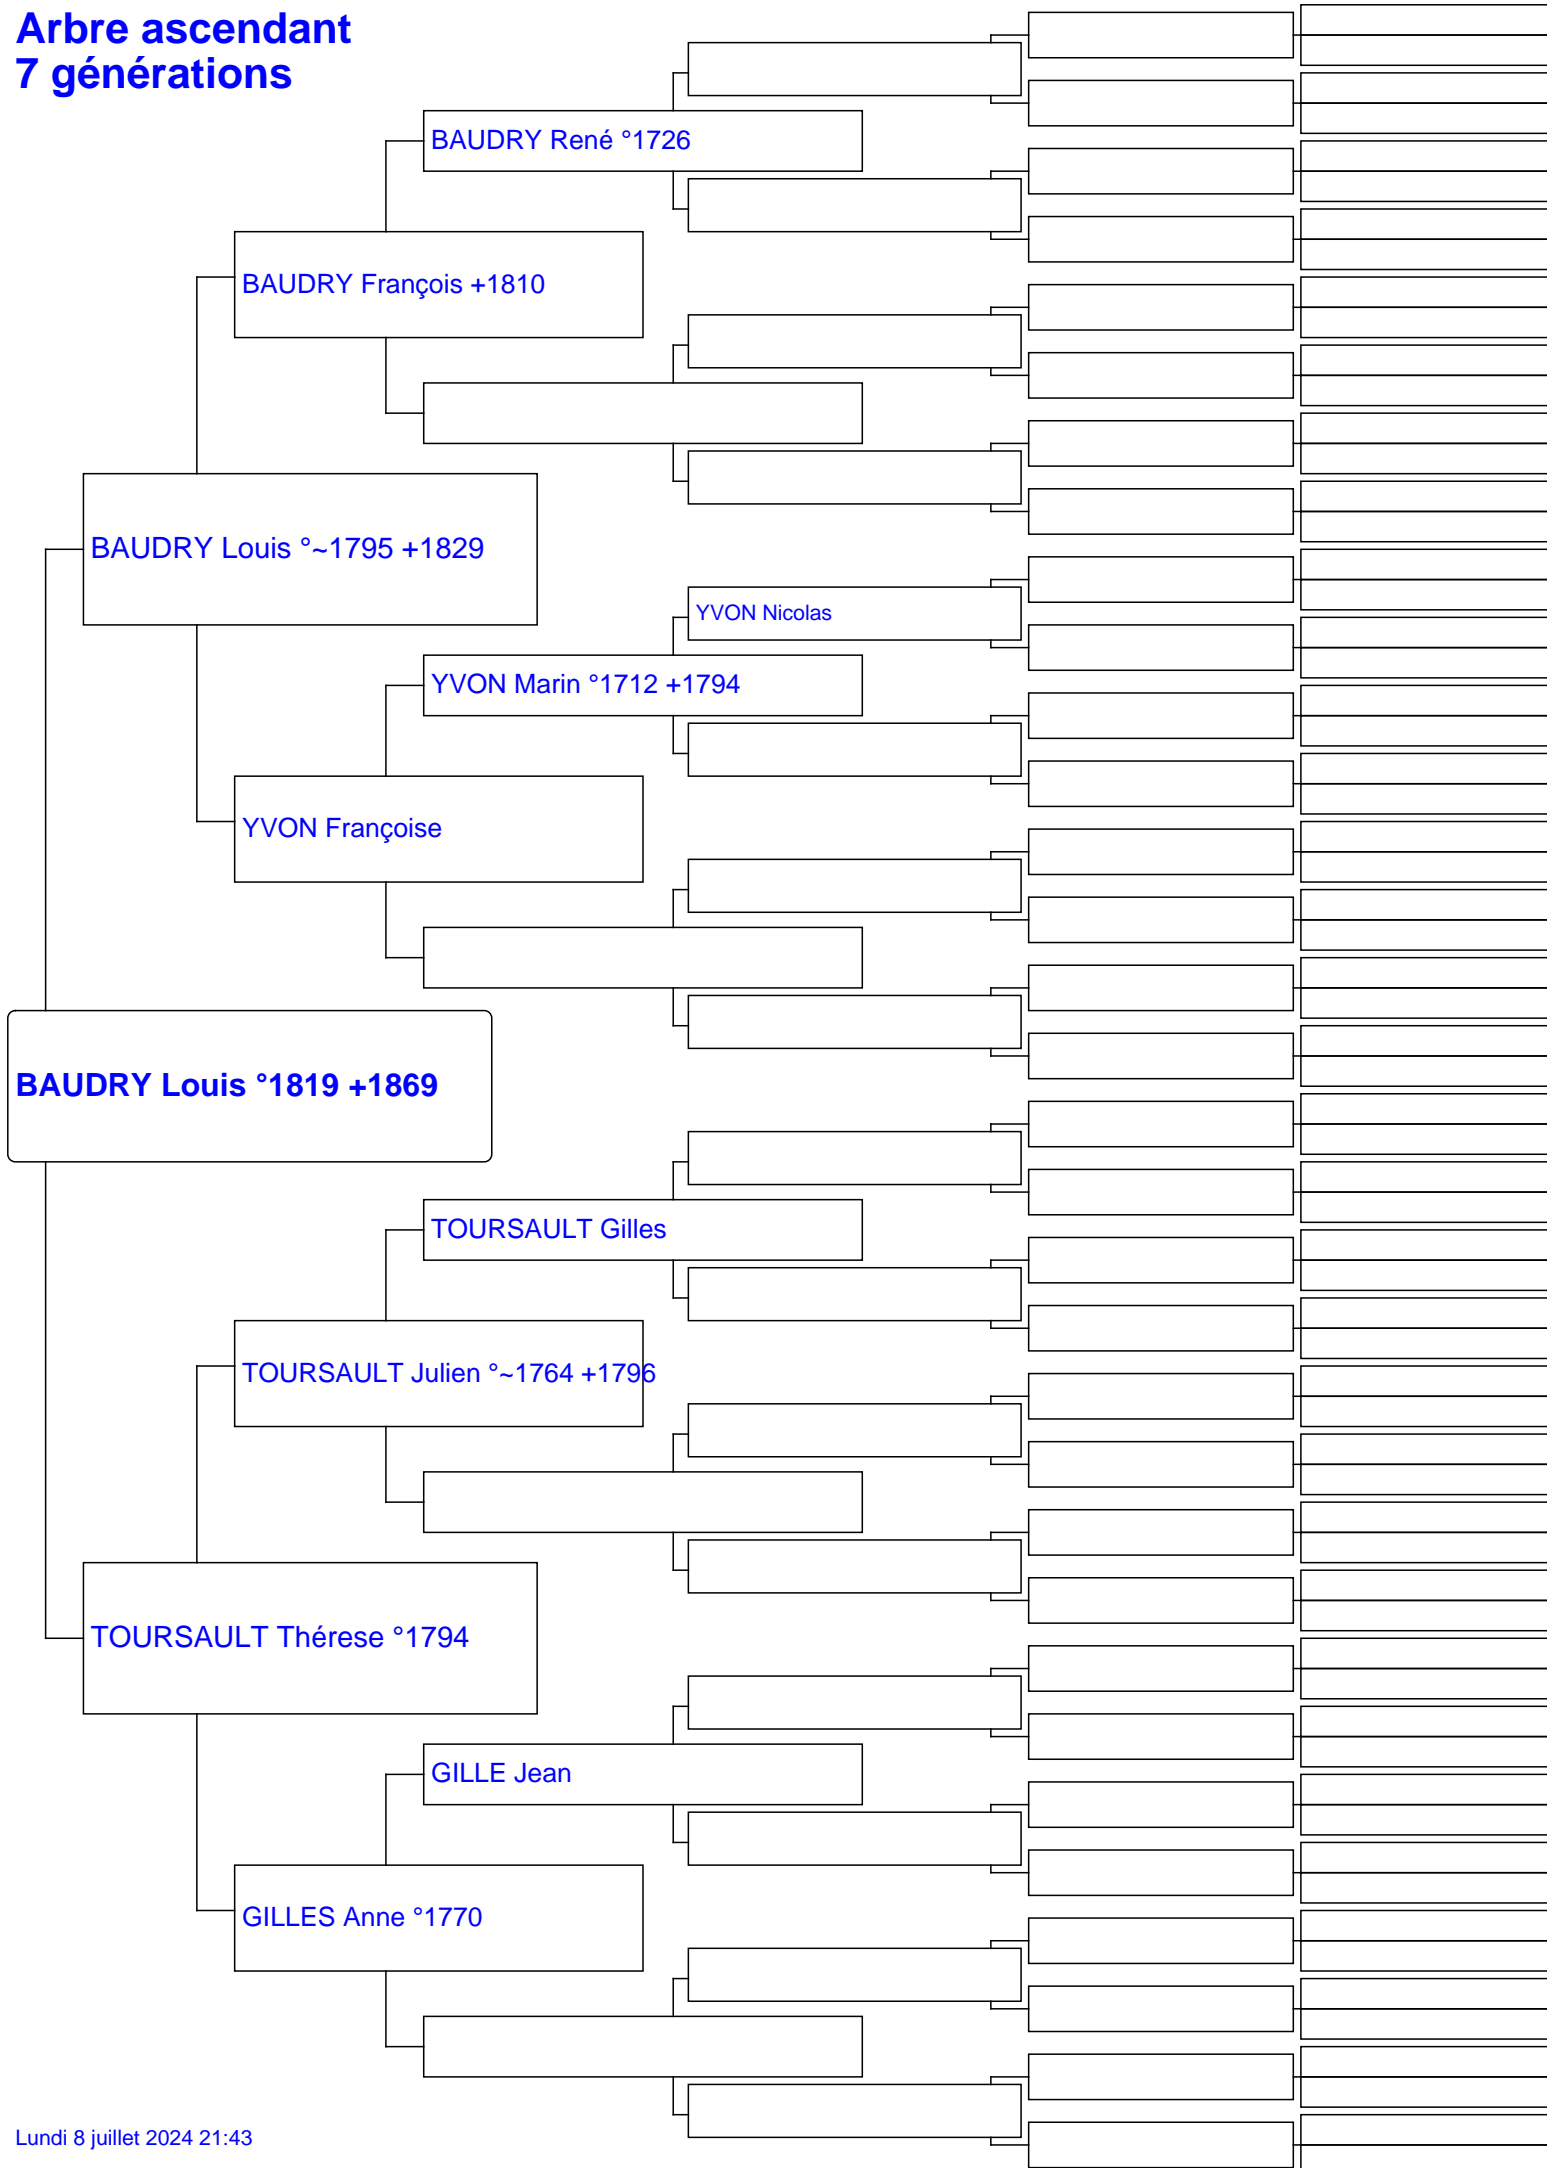 Arbre ascendant
7 générations
BAUDRY René °1726
BAUDRY François +1810
BAUDRY Louis °~1795 +1829
YVON Nicolas
YVON Marin °1712 +1794
YVON Françoise
BAUDRY Louis °1819 +1869
TOURSAULT Gilles
TOURSAULT Julien °~1764 +1796
TOURSAULT Thérese °1794
GILLE Jean
GILLES Anne °1770
Lundi 8 juillet 2024 21:43